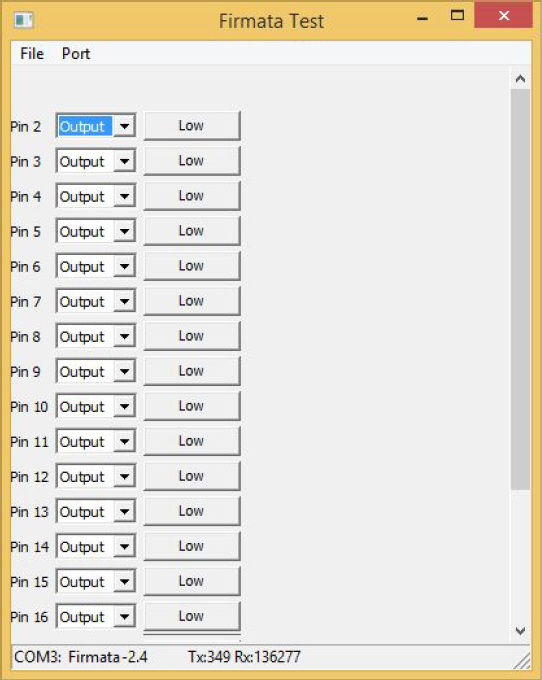 Firmata Test
File Port
Pin 2 Output Low
Pin 3 Output Low
Pin 4 Output Low
Pin 5 Output Low
Pin 6 Output Low
Pin 7 Output Low
Pin 8 Output Low
Pin 9 Output Low
Pin 10 Output Low
Pin 11 Output Low
Pin 12 Output Low
Pin 13 Output Low
Pin 14 Output Low
Pin 15 Output Low
Pin 16 Output Low
COM3: Firmata-2.4 Tx:349 Rx:136277